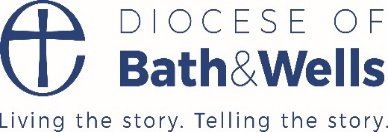 DIOCESE OF
Bath&Wells
Living the story. Telling the story.